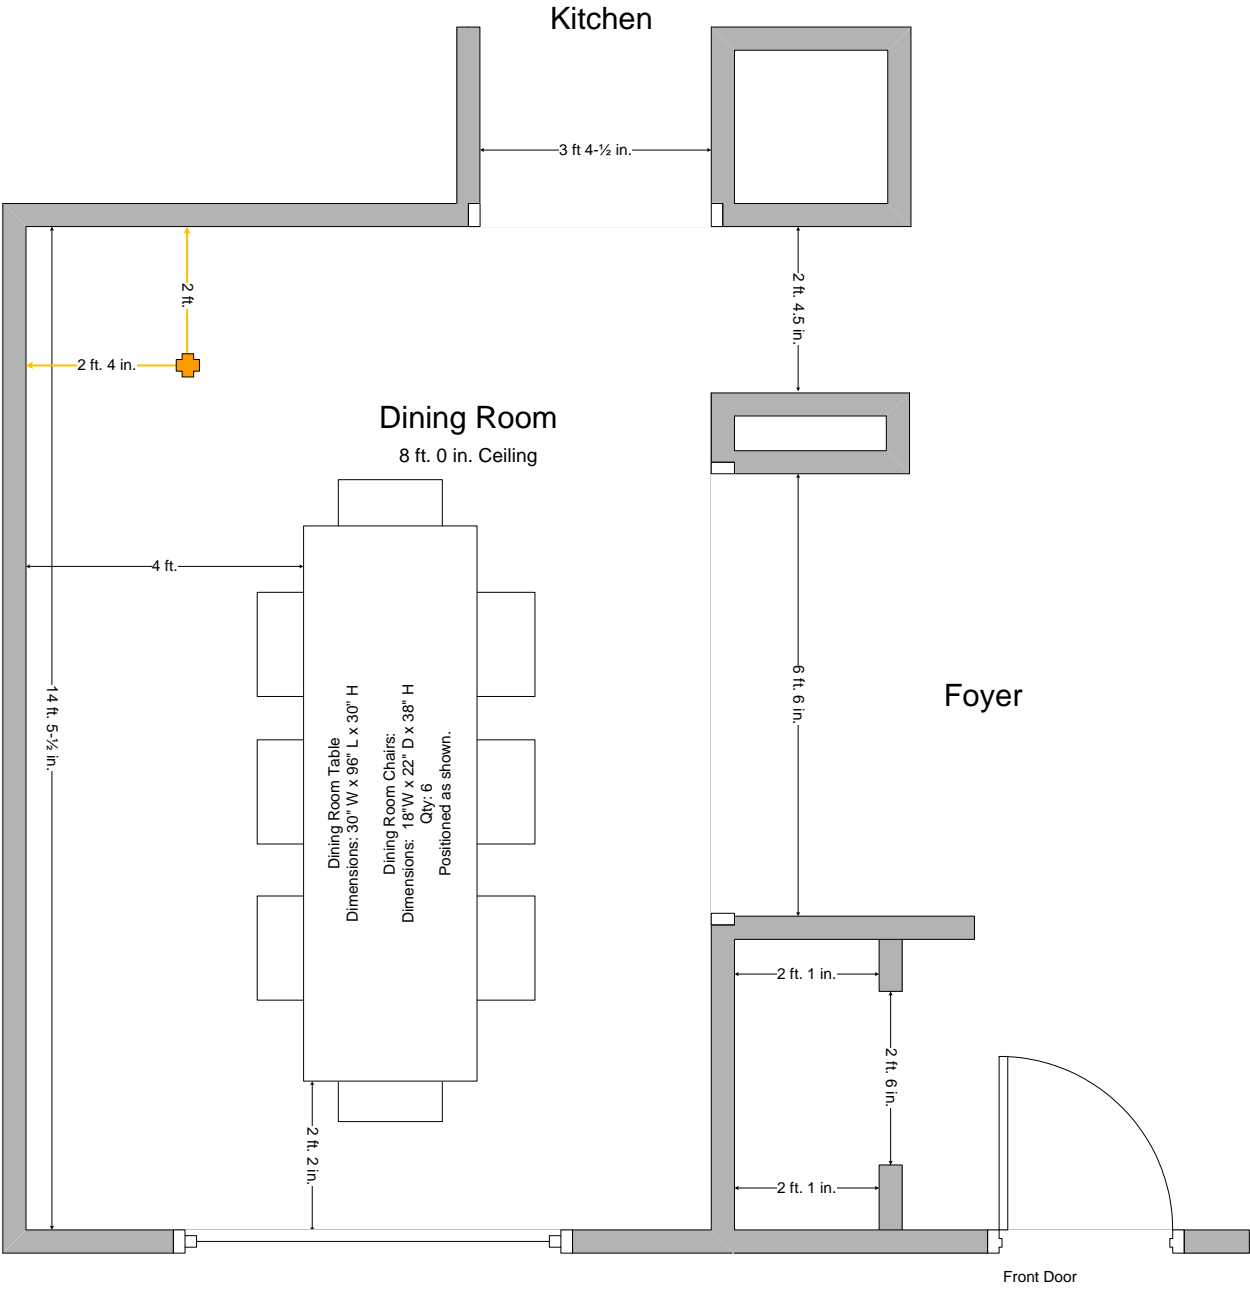 Kitchen
3 ft 4-½ in.
2 ft.
2 ft. 4.5 in.
2 ft. 4 in.
Dining Room
8 ft. 0 in. Ceiling
4 ft.
14 ft. 5-½ in.
Dining Room Table
Dimensions: 30" W x 96" L x 30" H
Dining Room Chairs:
Dimensions:  18"W x 22" D x 38" H
Qty: 6
Positioned as shown.
6 ft. 6 in.
Foyer
2 ft. 1 in.
2 ft. 6 in.
2 ft. 2 in.
2 ft. 1 in.
Front Door